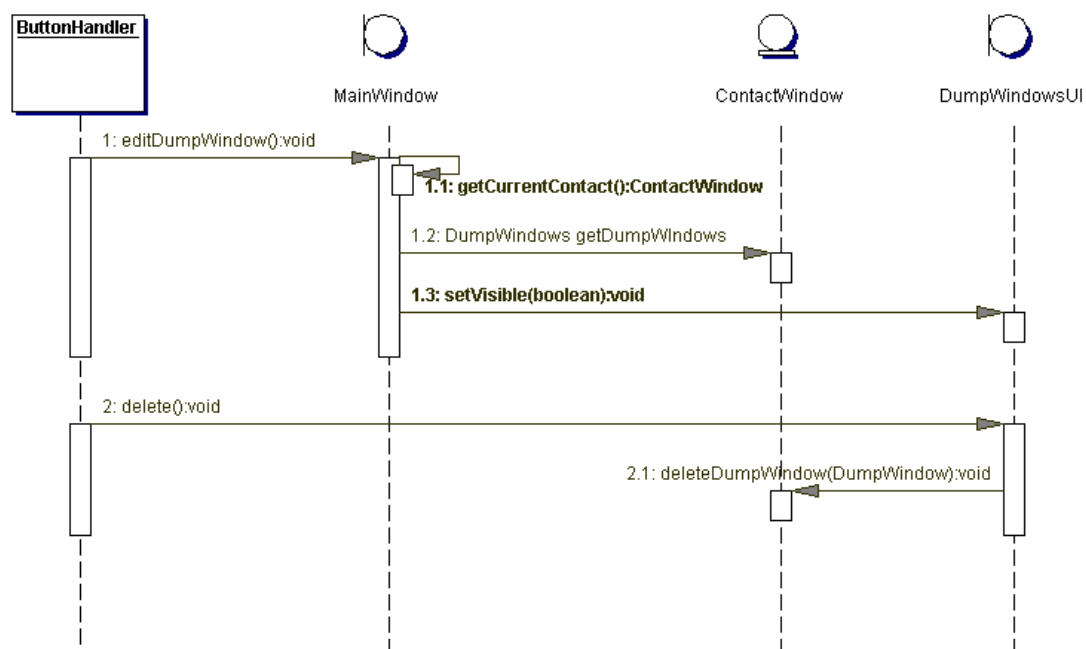 ButtonHandler
MainWindow
ContactWindow
DumpWindowsUI
1: editDumpWindow():void
1.1: getCurrentContact():ContactWindow
1.2: DumpWindows getDumpWIndows
1.3: setVisible(boolean):void
2: delete():void
2.1: deleteDumpWindow(DumpWindow):void